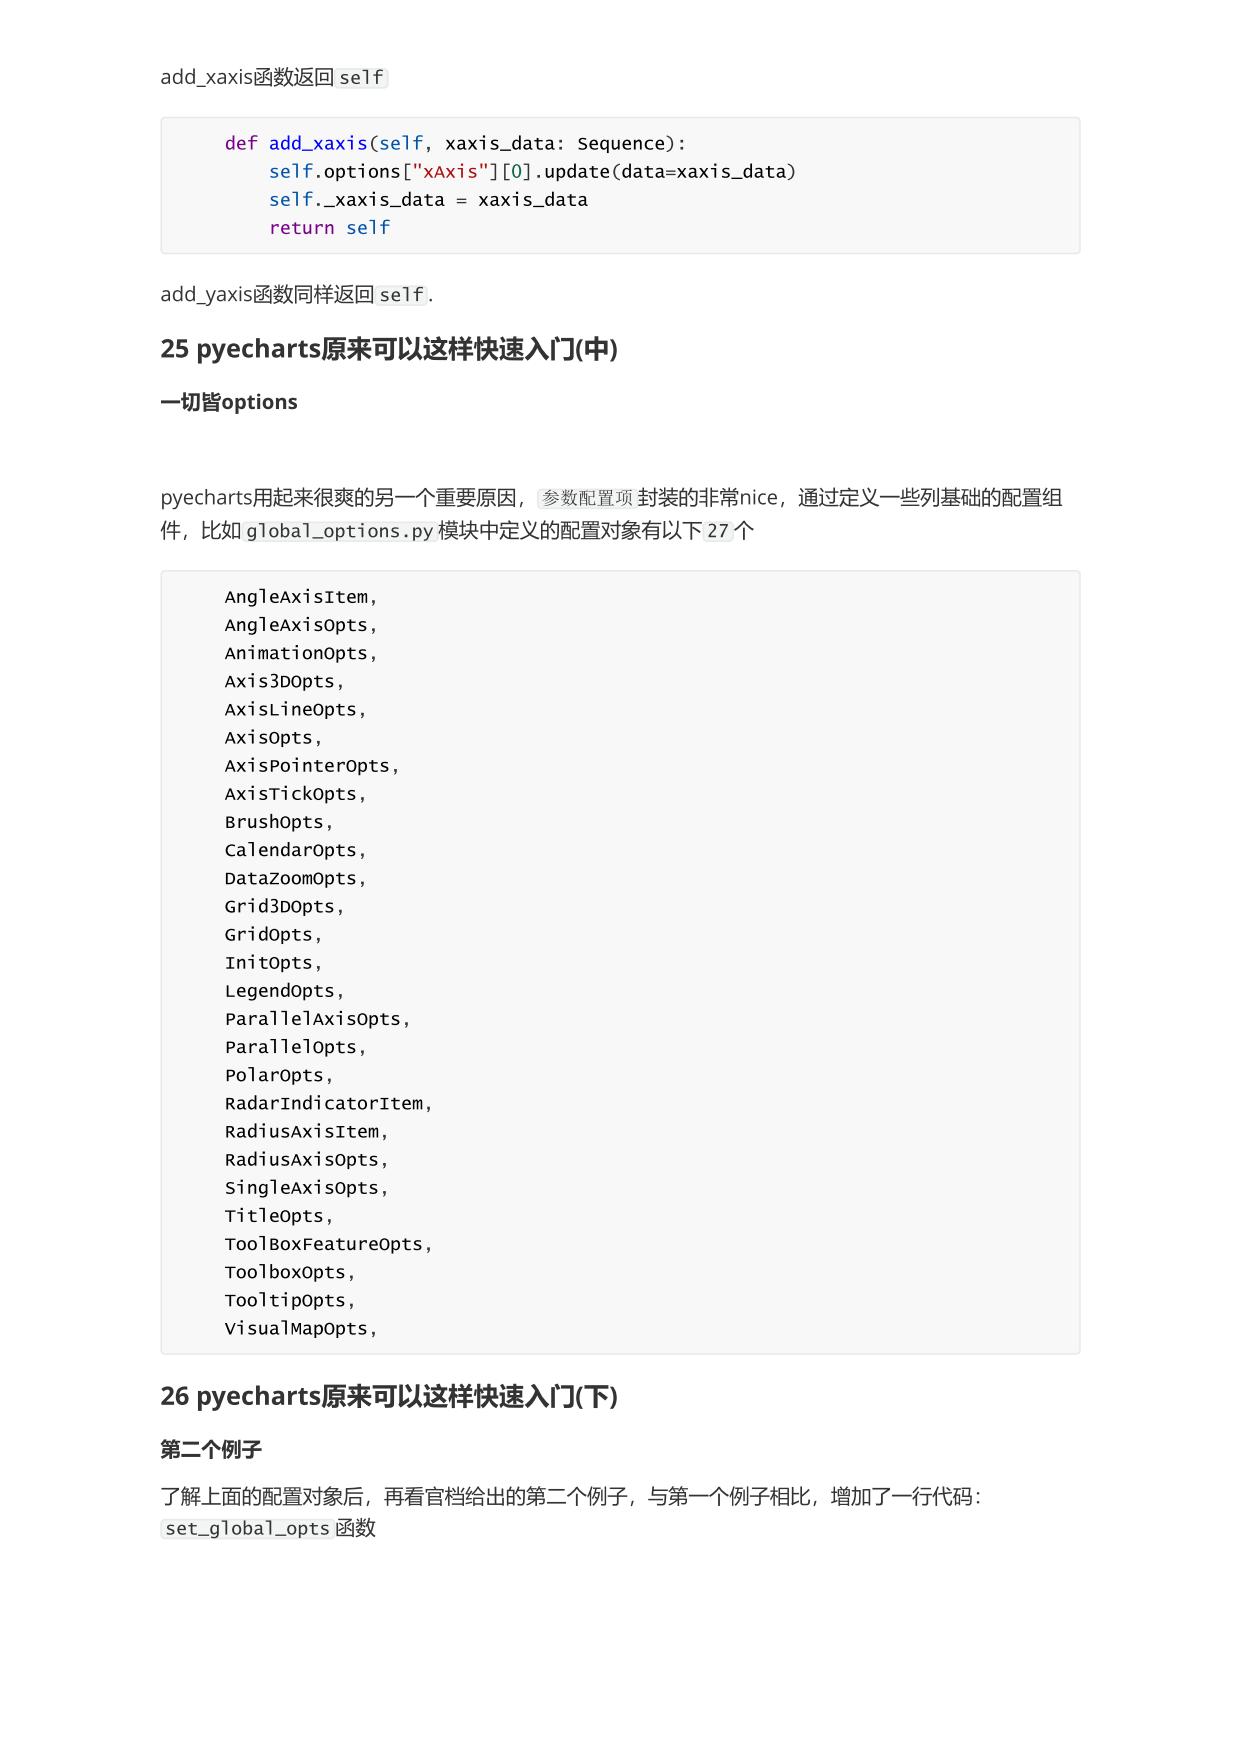 add_xaxis函数返回self
def add_xaxis(self, xaxis_data: Sequence):
self.options["xAxis"][0].update(data=xaxis_data)
self._xaxis_data = xaxis_data
return self
add_yaxis函数同样返回self.
25 pyecharts原来可以这样快速入门(中)
一切皆options
pyecharts用起来很爽的另一个重要原因，参数配置项封装的非常nice，通过定义一些列基础的配置组
件，比如global_options.py模块中定义的配置对象有以下27个
AngleAxisItem,
AngleAxisOpts,
AnimationOpts,
Axis3DOpts,
AxisLineOpts,
AxisOpts,
AxisPointerOpts,
AxisTickOpts,
BrushOpts,
CalendarOpts,
DataZoomOpts,
Grid3DOpts,
GridOpts,
InitOpts,
LegendOpts,
ParallelAxisOpts,
ParallelOpts,
PolarOpts,
RadarIndicatorItem,
RadiusAxisItem,
RadiusAxisOpts,
SingleAxisOpts,
TitleOpts,
ToolBoxFeatureOpts,
ToolboxOpts,
TooltipOpts,
VisualMapOpts,
26 pyecharts原来可以这样快速入门(下)
第二个例子
了解上面的配置对象后，再看官档给出的第二个例子，与第一个例子相比，增加了一行代码：
set_global_opts函数